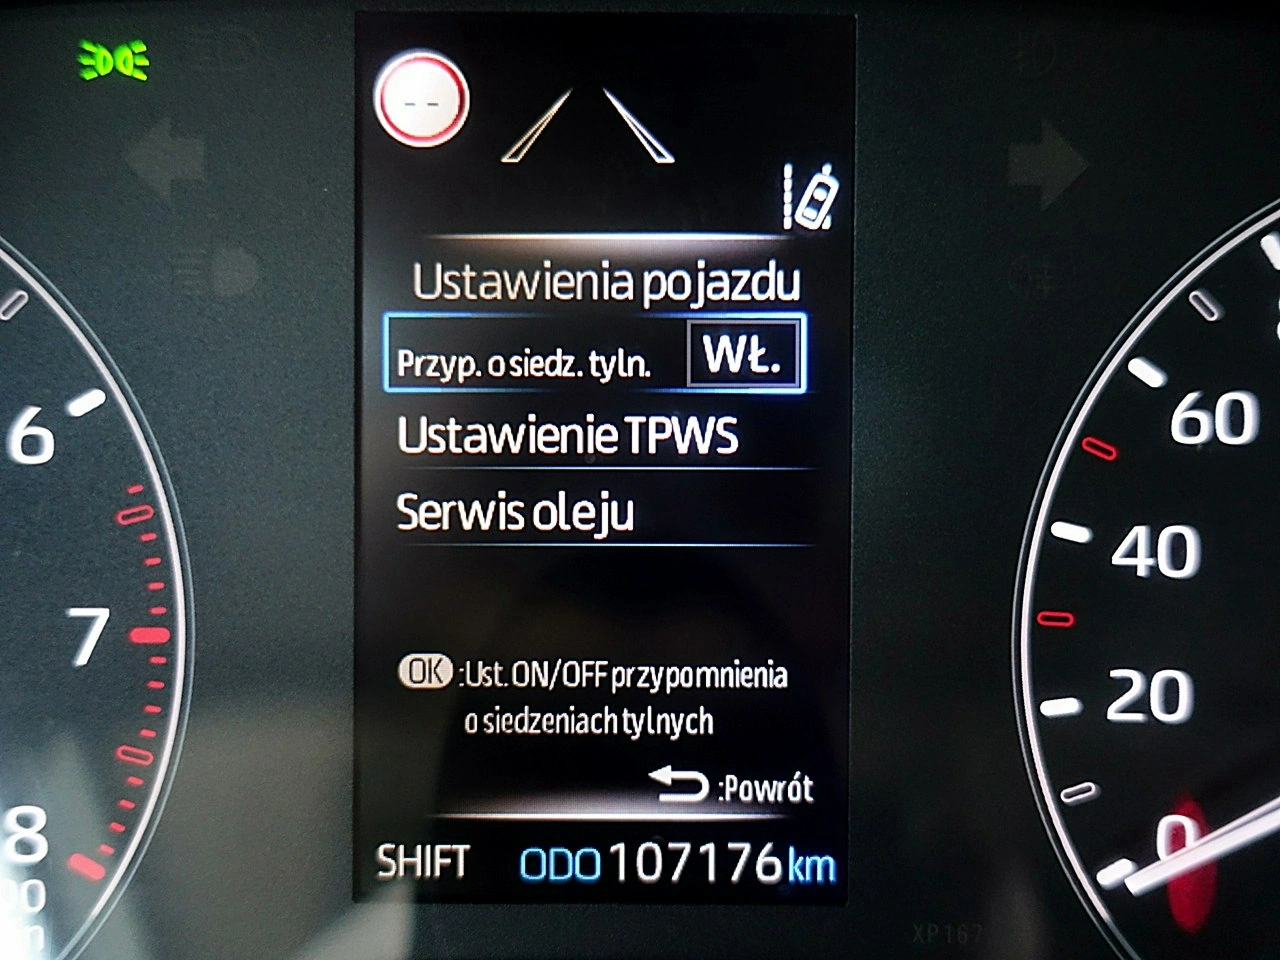 --
Ustawienia pojazdu
Przyp. o siedz. tyln. WŁ.
Ustawienie TPWS
Serwis oleju
OK :Ust. ON/OFF przypomnienia
o siedzeniach tylnych
:Powrót
SHIFT ODO 107176 km
6
7
8
60
40
20
0
XP167